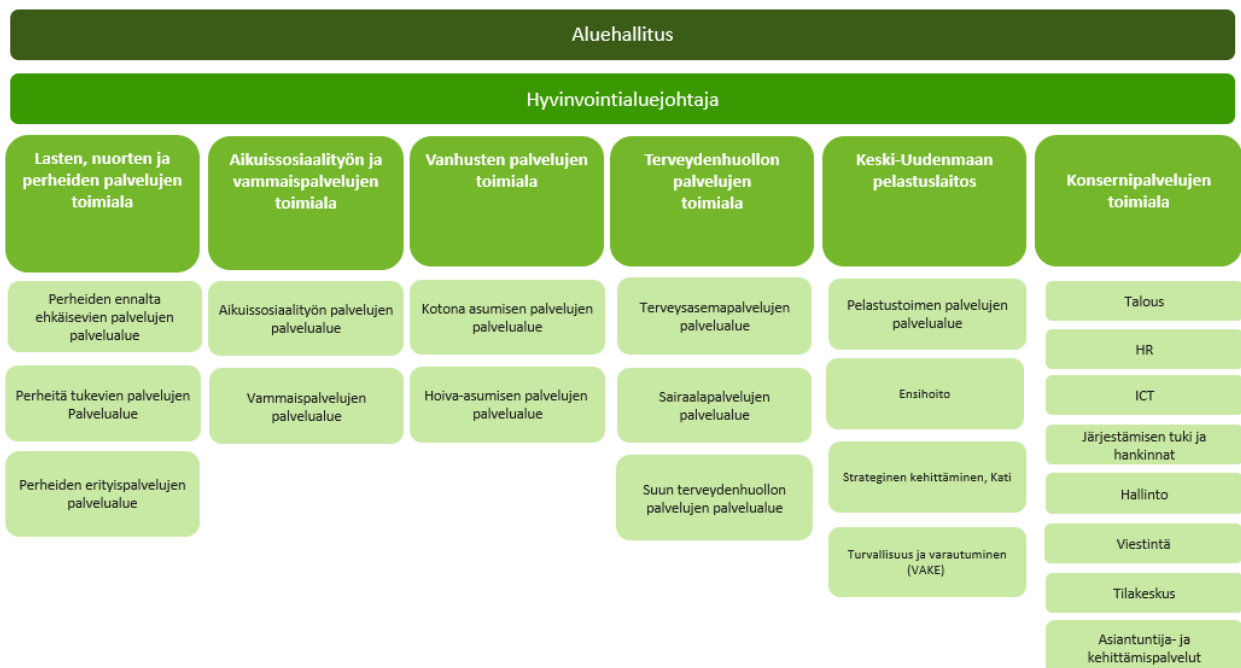 Aluehallitus
Hyvinvointialuejohtaja
Lasten, nuorten ja
perheiden palvelujen
toimiala
Perheiden ennalta
ehkäisevien palvelujen
palvelualue
Perheitä tukevien palvelujen
Palvelualue
Perheiden erityispalvelujen
palvelualue
Aikuissosiaalityön ja
vammaispalvelujen
toimiala
Aikuissosiaalityön palvelujen
palvelualue
Vammaispalvelujen
palvelualue
Vanhusten palvelujen
toimiala
Kotona asumisen palvelujen
palvelualue
Hoiva-asumisen palvelujen
palvelualue
Terveydenhuollon
palvelujen
toimiala
Terveysasemapalvelujen
palvelualue
Sairaalapalvelujen
palvelualue
Suun terveydenhuollon
palvelujen palvelualue
Keski-Uudenmaan
pelastuslaitos
Pelastustoimen palvelujen
palvelualue
Ensihoito
Strateginen kehittäminen, Kati
Turvallisuus ja varautuminen
(VAKE)
Konsernipalvelujen
toimiala
Talous
HR
ICT
Järjestämisen tuki ja
hankinnat
Hallinto
Viestintä
Tilakeskus
Asiantuntija- ja
kehittämispalvelut